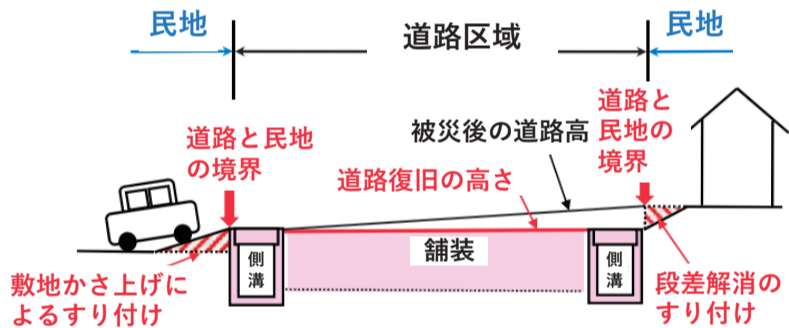 民地
道路区域
民地
道路と民地
の境界
被災後の道路高
道路と
民地の
境界
道路復旧の高さ
側
溝
舗装
側
溝
敷地かさ上げに
よるすり付け
段差解消の
すり付け